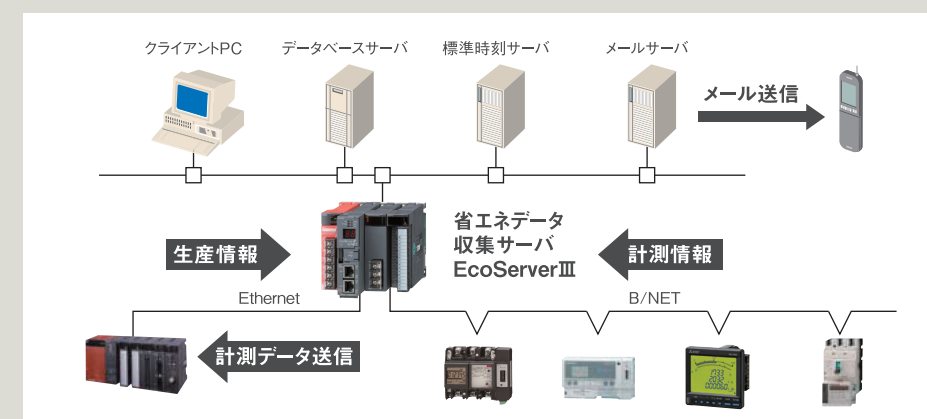 クライアントPC
データベースサーバ
標準時刻サーバ
メールサーバ
メール送信
省エネデータ
収集サーバ
EcoServerⅢ
生産情報
計測情報
Ethernet
B/NET
計測データ送信